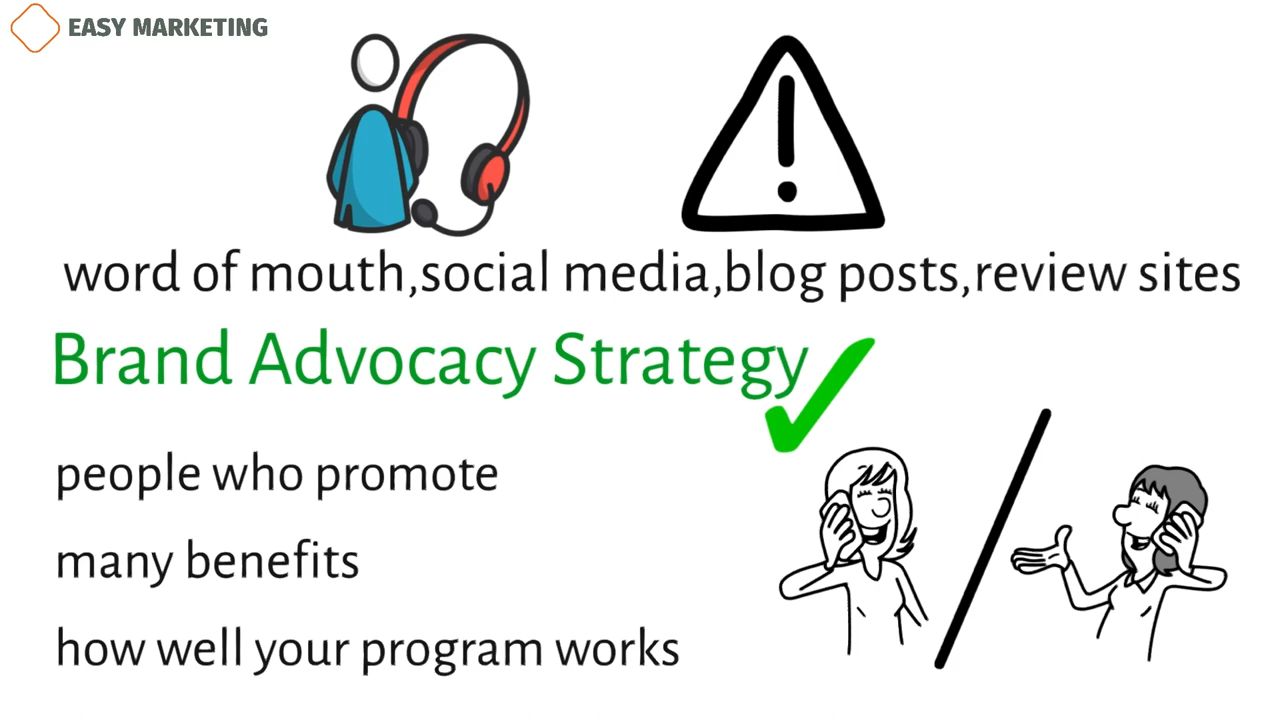 EASY MARKETING
word of mouth,social media,blog posts,review sites
Brand Advocacy Strategy
people who promote
many benefits
how well your program works